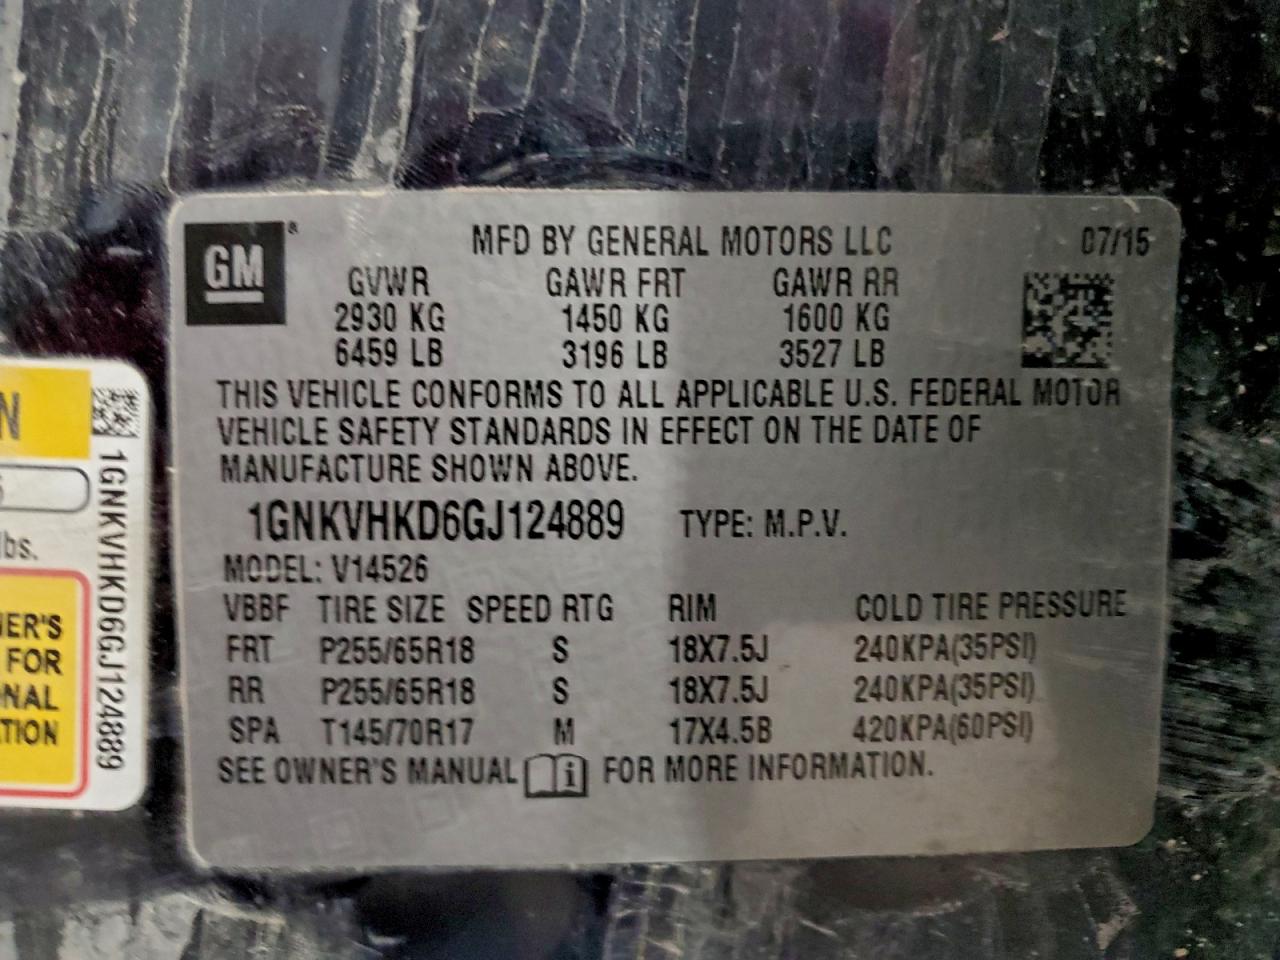 GM ®
MFD BY GENERAL MOTORS LLC 07/15
GVWR GAWR FRT GAWR RR
2930 KG 1450 KG 1600 KG
6459 LB 3196 LB 3527 LB
THIS VEHICLE CONFORMS TO ALL APPLICABLE U.S. FEDERAL MOTOR
VEHICLE SAFETY STANDARDS IN EFFECT ON THE DATE OF
MANUFACTURE SHOWN ABOVE.
1GNKVHKD6GJ124889 TYPE: M.P.V.
MODEL: V14526
VBBF TIRE SIZE SPEED RTG RIM COLD TIRE PRESSURE
FRT P255/65R18 S 18X7.5J 240KPA(35PSI)
RR P255/65R18 S 18X7.5J 240KPA(35PSI)
SPA T145/70R17 M 17X4.5B 420KPA(60PSI)
SEE OWNER'S MANUAL i FOR MORE INFORMATION.
N
lbs.
NER'S
FOR
ONAL
ATION
1GNKVHKD6GJ124889